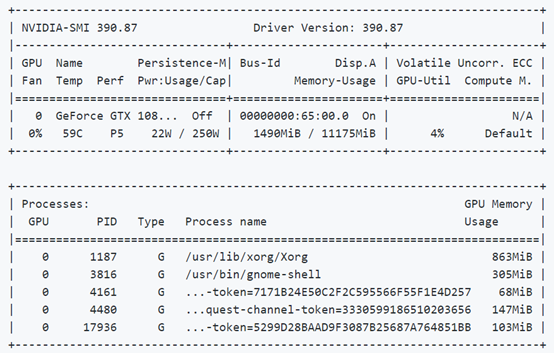 +-----------------------------------------------------------------------------+
| NVIDIA-SMI 390.87                 Driver Version: 390.87                    |
|-------------------------------+----------------------+----------------------+
| GPU  Name        Persistence-M| Bus-Id        Disp.A | Volatile Uncorr. ECC |
| Fan  Temp  Perf  Pwr:Usage/Cap|         Memory-Usage | GPU-Util  Compute M. |
|===============================+======================+======================|
|   0  GeForce GTX 108...  Off  | 00000000:65:00.0  On |                  N/A |
|  0%   59C    P5    22W / 250W |   1490MiB / 11175MiB |      4%      Default |
+-------------------------------+----------------------+----------------------+
+-----------------------------------------------------------------------------+
| Processes:                                                       GPU Memory |
|  GPU       PID   Type   Process name                             Usage      |
|=============================================================================|
|    0      1187      G   /usr/lib/xorg/Xorg                           863MiB |
|    0      3816      G   /usr/bin/gnome-shell                         305MiB |
|    0      4161      G   ...-token=7171B24E50C2F2C595566F55F1E4D257    68MiB |
|    0      4480      G   ...quest-channel-token=3330599186510203656   147MiB |
|    0     17936      G   ...-token=5299D28BAAD9F3087B25687A764851BB   103MiB |
+-----------------------------------------------------------------------------+